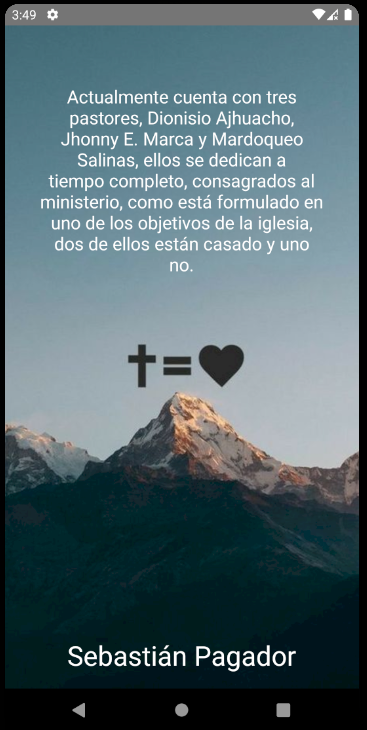 3:49
Actualmente cuenta con tres
pastores, Dionisio Ajhuacho,
Jhonny E. Marca y Mardoqueo
Salinas, ellos se dedican a
tiempo completo, consagrados al
ministerio, como está formulado en
uno de los objetivos de la iglesia,
dos de ellos están casado y uno
no.
Sebastián Pagador